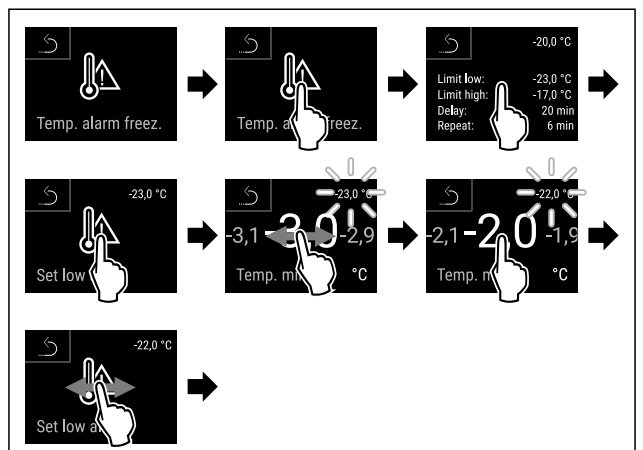 Temp. alarm freez.
Temp. a freez.
-20,0 °C
Limit low: -23,0 °C
Limit high: -17,0 °C
Delay: 20 min
Repeat: 6 min
-23,0 °C
Set low
-23,0 °C
-3,1 -3,0 -2,9
Temp. m °C
-22,0 °C
-2,1 -2,0 -1,9
Temp. m °C
-22,0 °C
Set low a